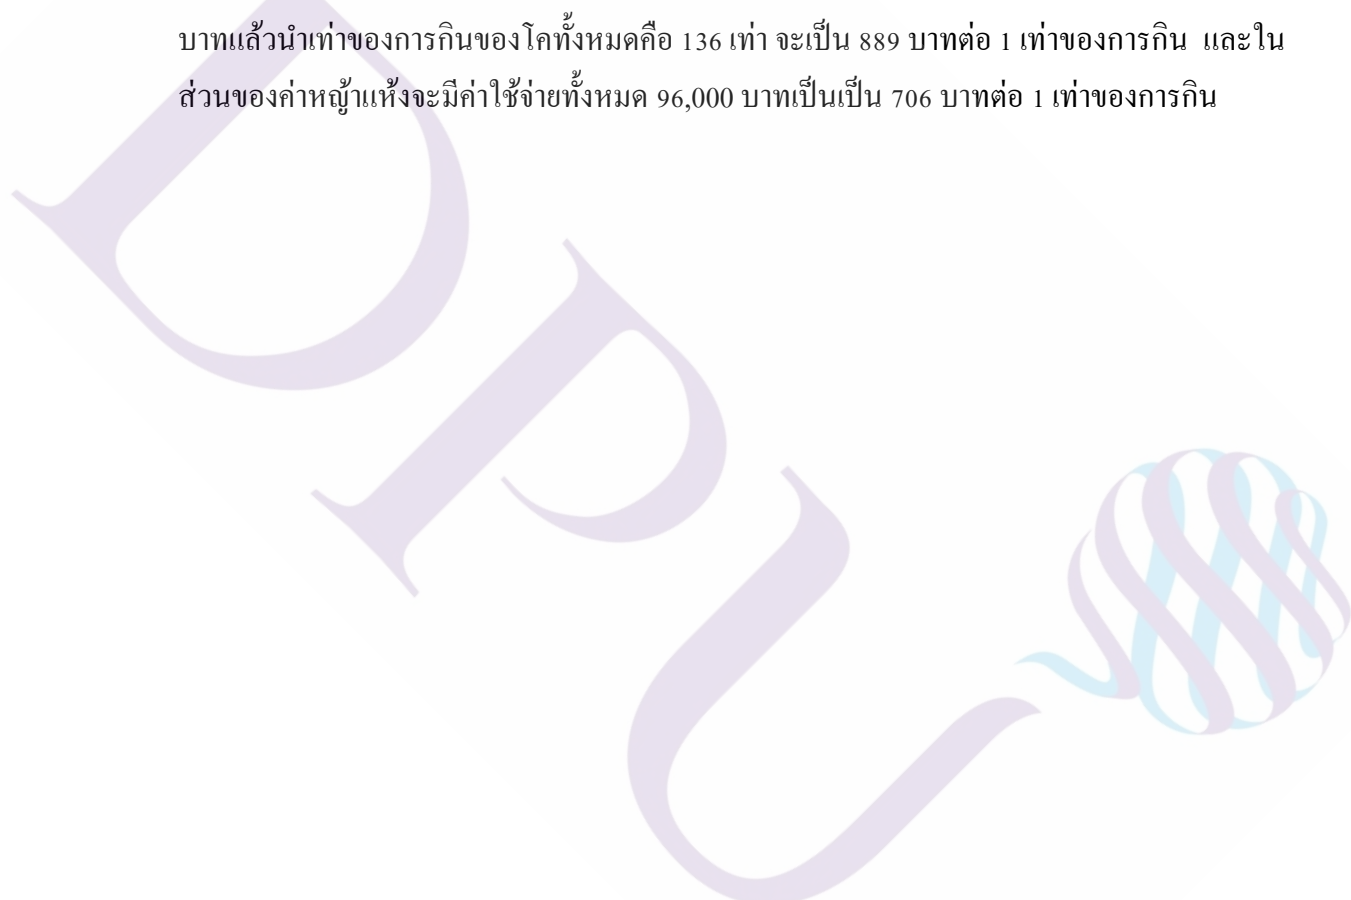 บาทแล้วนำเท่าของการกินของโคทั้งหมดคือ 136 เท่า จะเป็น 889 บาทต่อ 1 เท่าของการกิน และใน
ส่วนของค่าหญ้าแห้งจะมีค่าใช้จ่ายทั้งหมด 96,000 บาทเป็นเป็น 706 บาทต่อ 1 เท่าของการกิน
DPU